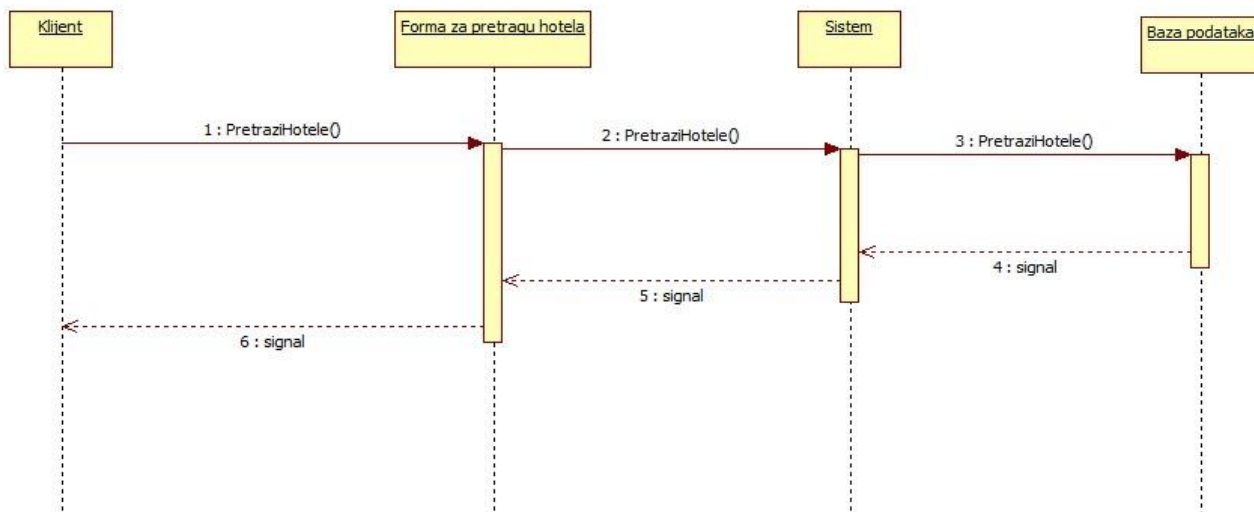 Klijent
Forma za pretragu hotela
Sistem
Baza podataka
1 : PretraziHotele()
2 : PretraziHotele()
3 : PretraziHotele()
4 : signal
5 : signal
6 : signal